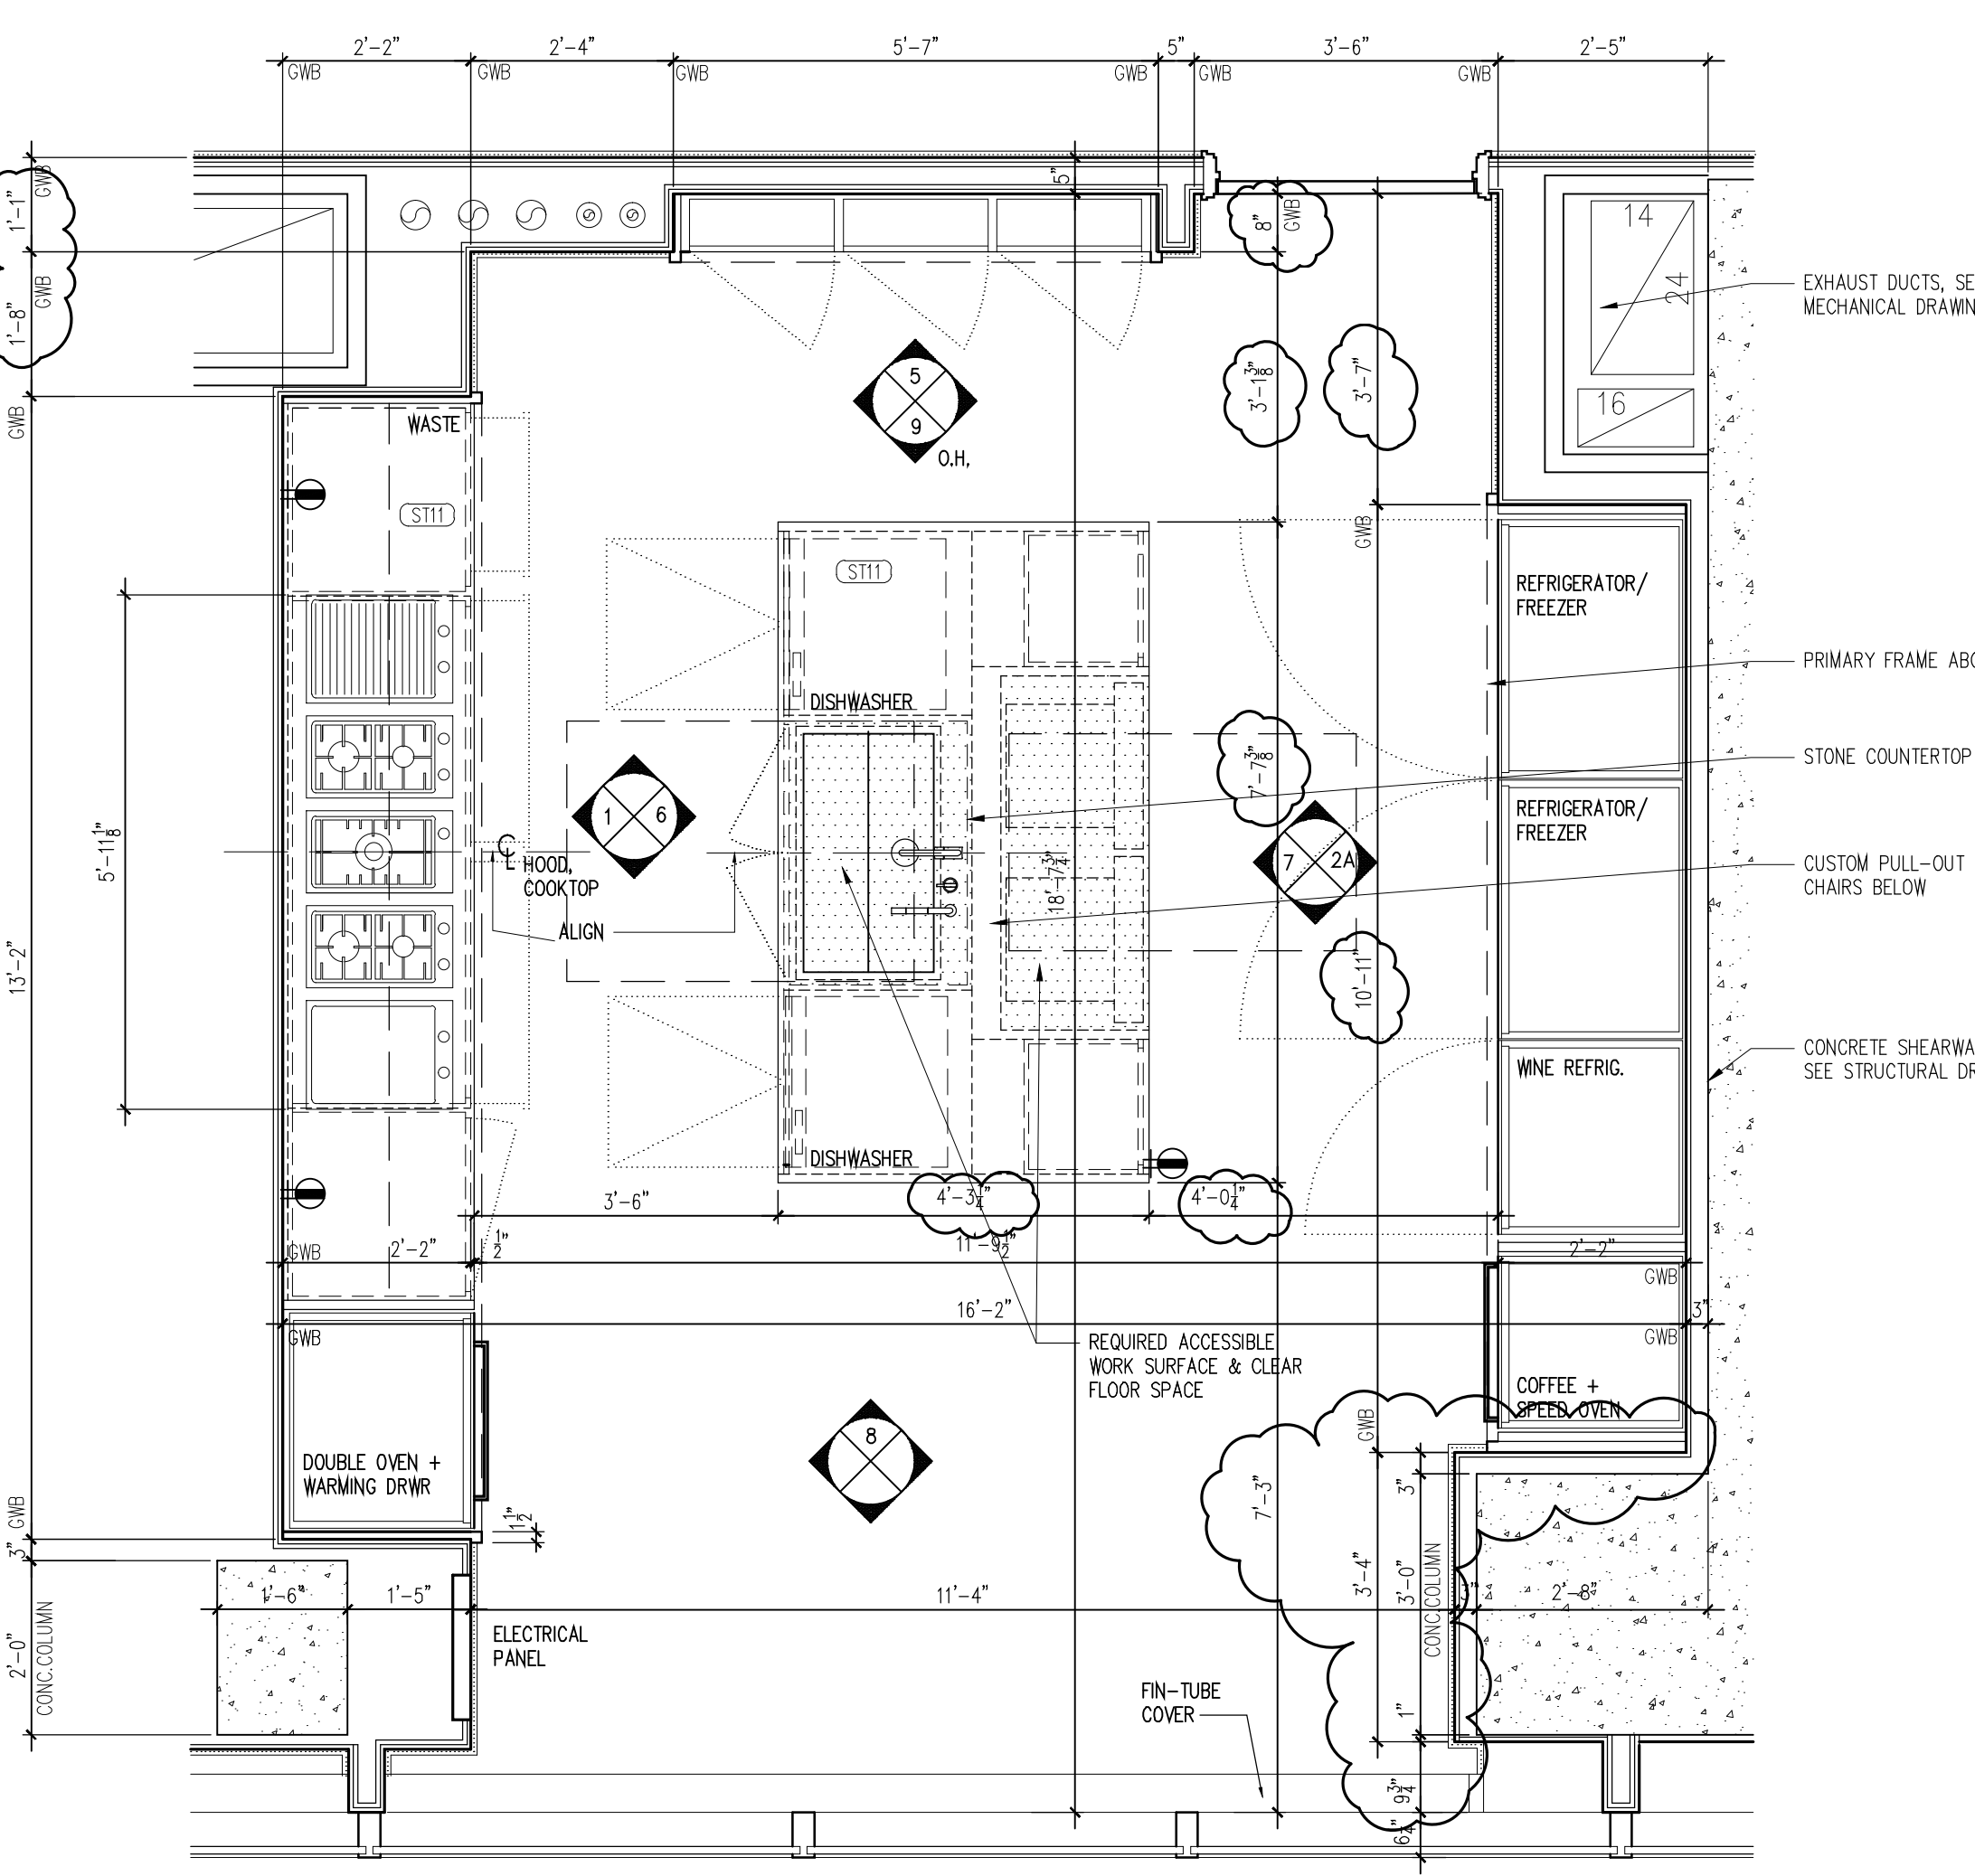 2'-2"
2'-4"
5'-7"
5"
3'-6"
2'-5"
GWB
GWB
GWB
GWB
GWB
GWB
GWB
1'-1"
GWB
1'-8"
GWB
5"
8"
GWB
14
24
16
EXHAUST DUCTS, SE
MECHANICAL DRAWIN
WASTE
ST11
5
9
O.H.
3'-1 3/8"
3'-7"
GWB
ST11
REFRIGERATOR/
FREEZER
PRIMARY FRAME ABO
DISHWASHER
STONE COUNTERTOP
7'-7 3/8"
REFRIGERATOR/
FREEZER
1
6
7
2A
5'-11 1/8"
CL HOOD,
COOKTOP
ALIGN
18'-7 3/4"
CUSTOM PULL-OUT
CHAIRS BELOW
13'-2"
10'-11"
CONCRETE SHEARWA
SEE STRUCTURAL DR
WINE REFRIG.
DISHWASHER
3'-6"
4'-3 1/4"
4'-0 1/4"
GWB
2'-2"
1/2"
11'-9 1/2"
2'-2"
GWB
GWB
16'-2"
GWB
3"
REQUIRED ACCESSIBLE
WORK SURFACE & CLEAR
FLOOR SPACE
COFFEE +
SPEED OVEN
GWB
8
DOUBLE OVEN +
WARMING DRWR
GWB
3"
1 1/2"
7'-3"
3"
1'-6"
1'-5"
11'-4"
3'-4"
3'-0"
CONC.COLUMN
3"
2'-8"
2'-0"
CONC.COLUMN
ELECTRICAL
PANEL
FIN-TUBE
COVER
1"
9 3/4"